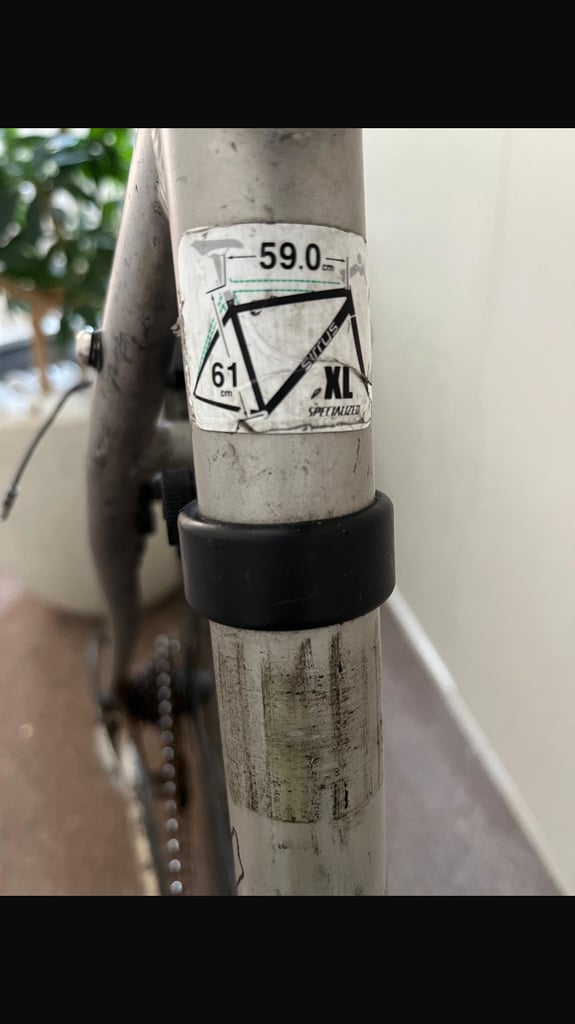 59.0 cm
SIRRUS
61
cm
XL
SPECIALIZED